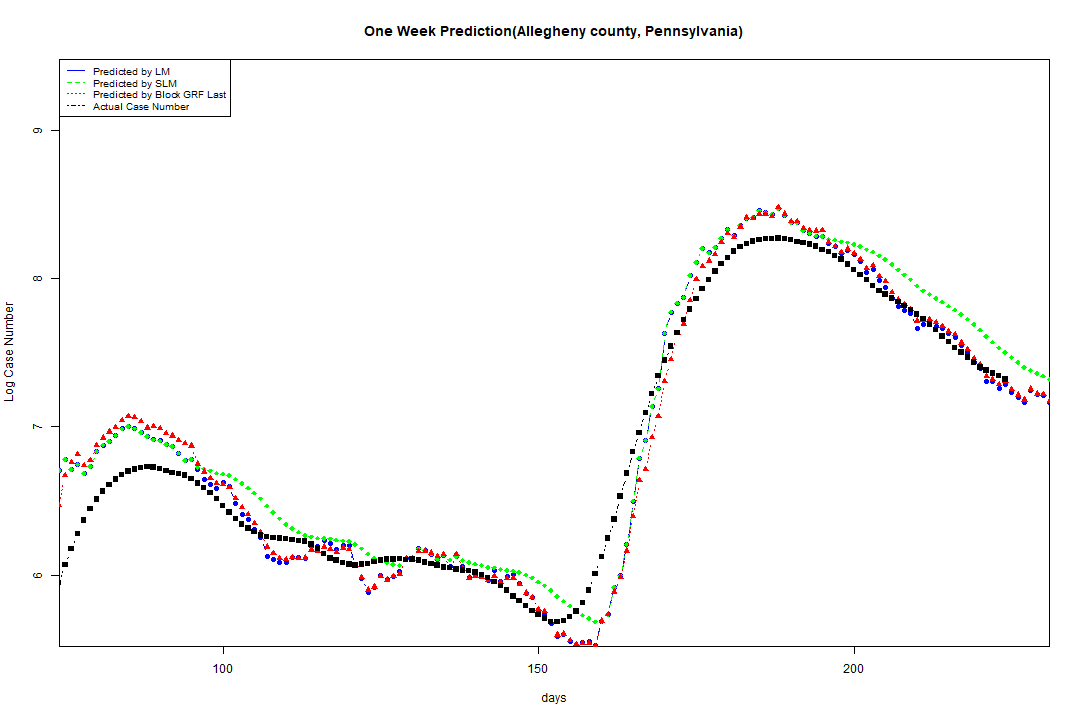 One Week Prediction(Allegheny county, Pennsylvania)
Predicted by LM
Predicted by SLM
Predicted by Block GRF Last
Actual Case Number
9
8
7
6
Log Case Number
100
150
200
days